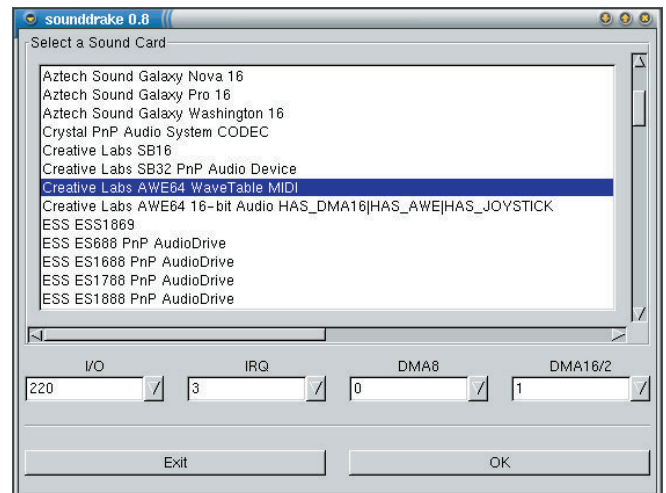 sounddrake 0.8
Select a Sound Card
Aztech Sound Galaxy Nova 16
Aztech Sound Galaxy Pro 16
Aztech Sound Galaxy Washington 16
Crystal PnP Audio System CODEC
Creative Labs SB16
Creative Labs SB32 PnP Audio Device
Creative Labs AWE64 WaveTable MIDI
Creative Labs AWE64 16-bit Audio HAS_DMA16|HAS_AWE|HAS_JOYSTICK
ESS ESS1869
ESS ES688 PnP AudioDrive
ESS ES1688 PnP AudioDrive
ESS ES1788 PnP AudioDrive
ESS ES1888 PnP AudioDrive
I/O IRQ DMA8 DMA16/2
220 3 0 1
Exit OK